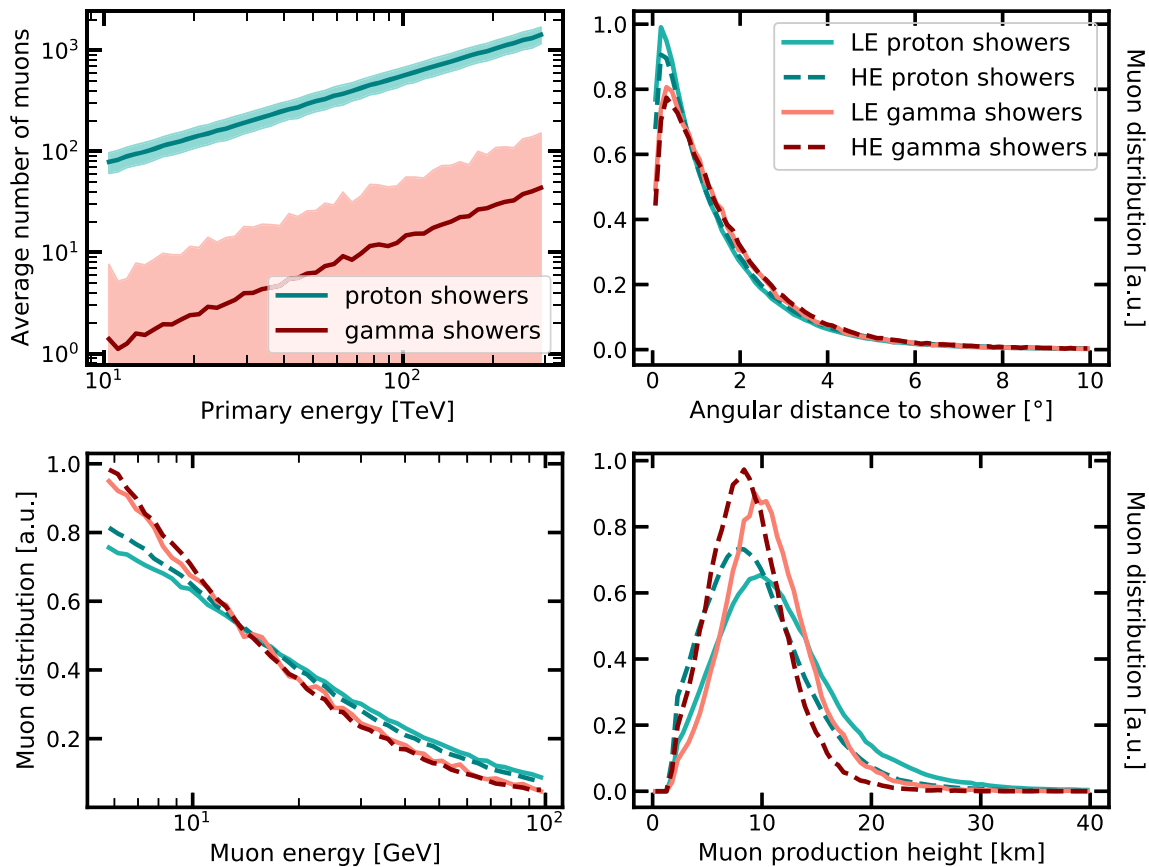 Average number of muons
10³
10²
10¹
10⁰
proton showers
gamma showers
10¹
10²
Primary energy [TeV]
1.0
0.8
0.6
0.4
0.2
0.0
LE proton showers
HE proton showers
LE gamma showers
HE gamma showers
Muon distribution [a.u.]
0
2
4
6
8
10
Angular distance to shower [°]
Muon distribution [a.u.]
1.0
0.8
0.6
0.4
0.2
10¹
10²
Muon energy [GeV]
1.0
0.8
0.6
0.4
0.2
0.0
Muon distribution [a.u.]
0
10
20
30
40
Muon production height [km]